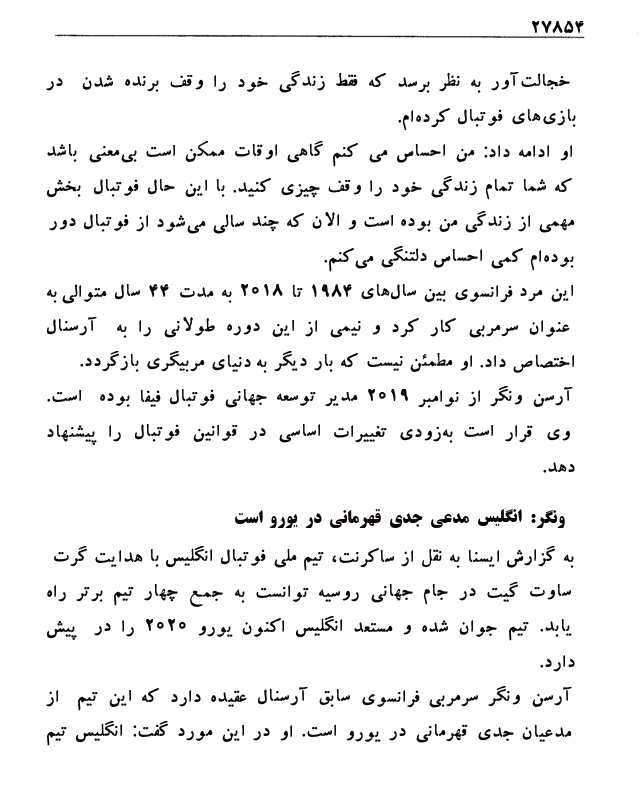 ۲۷۸۵۴
خجالت‌آور به نظر برسد که فقط زندگی خود را وقف برنده شدن در
بازی‌های فوتبال کرده‌ام.
او ادامه داد: من احساس می کنم گاهی اوقات ممکن است بی‌معنی باشد
که شما تمام زندگی خود را وقف چیزی کنید. با این حال فوتبال بخش
مهمی از زندگی من بوده است و الان که چند سالی می‌شود از فوتبال دور
بوده‌ام کمی احساس دلتنگی می‌کنم.
این مرد فرانسوی بین سال‌های ۱۹۸۴ تا ۲۰۱۸ به مدت ۴۴ سال متوالی به
عنوان سرمربی کار کرد و نیمی از این دوره طولانی را به آرسنال
اختصاص داد. او مطمئن نیست که بار دیگر به دنیای مربیگری بازگردد.
آرسن ونگر از نوامبر ۲۰۱۹ مدیر توسعه جهانی فوتبال فیفا بوده است.
وی قرار است به‌زودی تغییرات اساسی در قوانین فوتبال را پیشنهاد
دهد.
ونگر: انگلیس مدعی جدی قهرمانی در یورو است
به گزارش ایسنا به نقل از ساکرنت، تیم ملی فوتبال انگلیس با هدایت گرت
ساوت گیت در جام جهانی روسیه توانست به جمع چهار تیم برتر راه
یابد. تیم جوان شده و مستعد انگلیس اکنون یورو ۲۰۲۰ را در پیش
دارد.
آرسن ونگر سرمربی فرانسوی سابق آرسنال عقیده دارد که این تیم از
مدعیان جدی قهرمانی در یورو است. او در این مورد گفت: انگلیس تیم